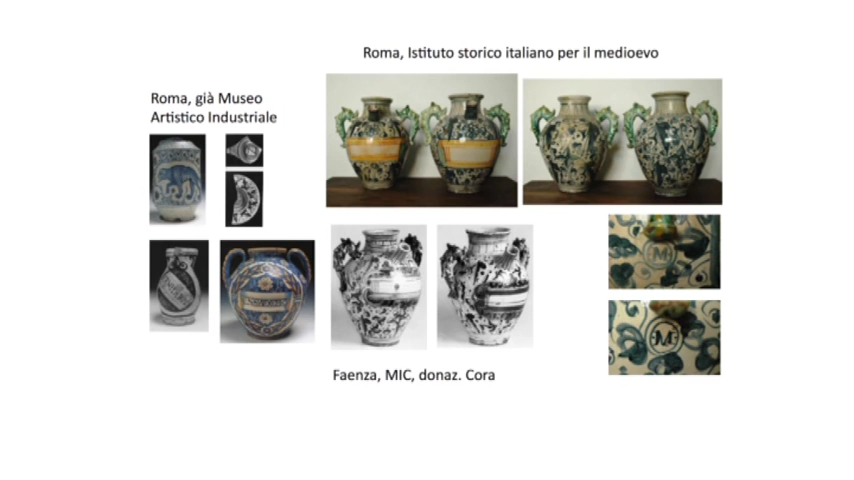 Roma, Istituto storico italiano per il medioevo
Roma, già Museo
Artistico Industriale
M
M
Faenza, MIC, donaz. Cora